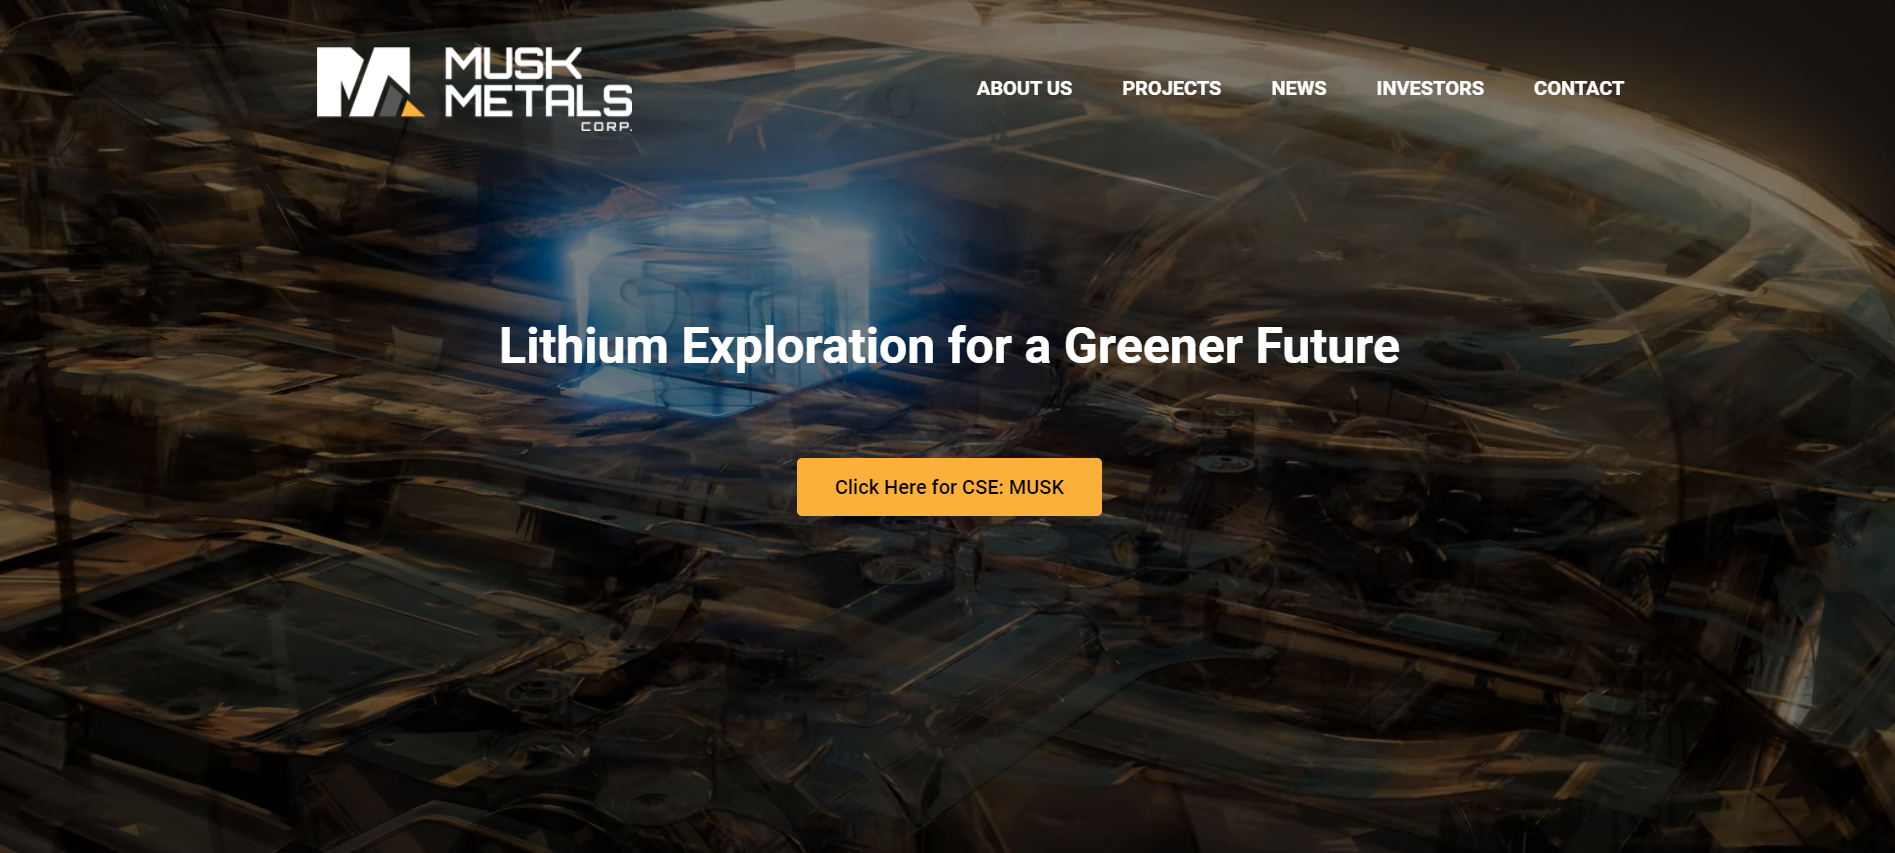 MUSK
METALS
CORP.
ABOUT US PROJECTS NEWS INVESTORS CONTACT
Lithium Exploration for a Greener Future
Click Here for CSE: MUSK